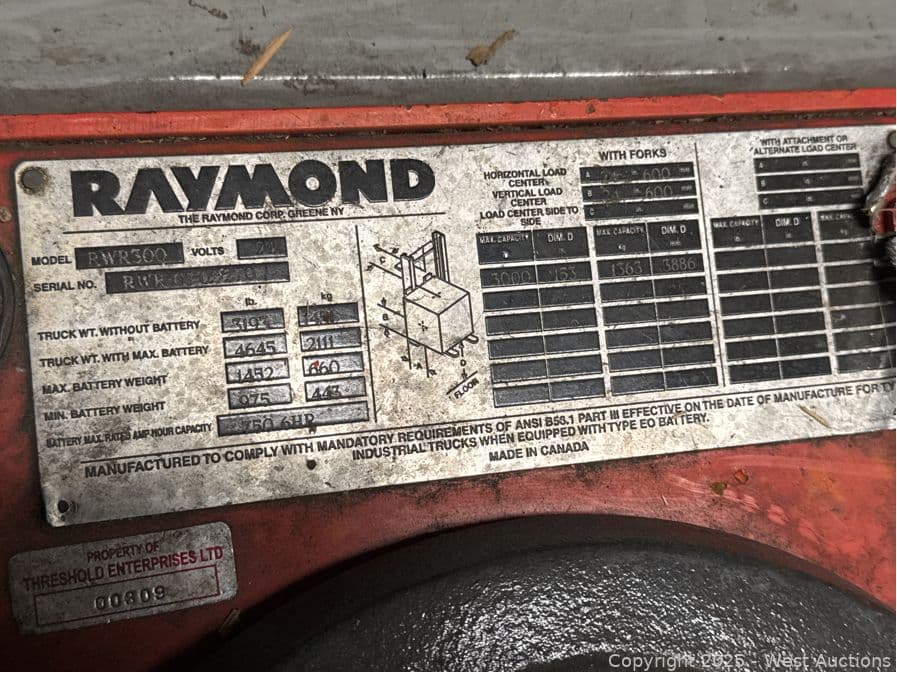 RAYMOND
THE RAYMOND CORP. GREENE NY
MODEL RWR300 VOLTS
SERIAL NO.
lb. kg
TRUCK WT. WITHOUT BATTERY
TRUCK WT. WITH MAX. BATTERY 4645 2111
MAX. BATTERY WEIGHT 1452 660
MIN. BATTERY WEIGHT 975 443
BATTERY MAX. RATED AMP HOUR CAPACITY 750 6HR
FLOOR
WITH FORKS
HORIZONTAL LOAD CENTER A 600
VERTICAL LOAD CENTER B 600
LOAD CENTER SIDE TO SIDE C
MAX. CAPACITY DIM. D MAX. CAPACITY kg DIM. D
3000 153 1363 3886
WITH ATTACHMENT OR
ALTERNATE LOAD CENTER
A
B
C
MAX. CAPACITY DIM. D MAX. CAPACITY
MANUFACTURED TO COMPLY WITH MANDATORY REQUIREMENTS OF ANSI B55.1 PART III EFFECTIVE ON THE DATE OF MANUFACTURE FOR TY
INDUSTRIAL TRUCKS WHEN EQUIPPED WITH TYPE EO BATTERY.
MADE IN CANADA
PROPERTY OF
THRESHOLD ENTERPRISES LTD
00809
Copyright 2025 - West Auctions